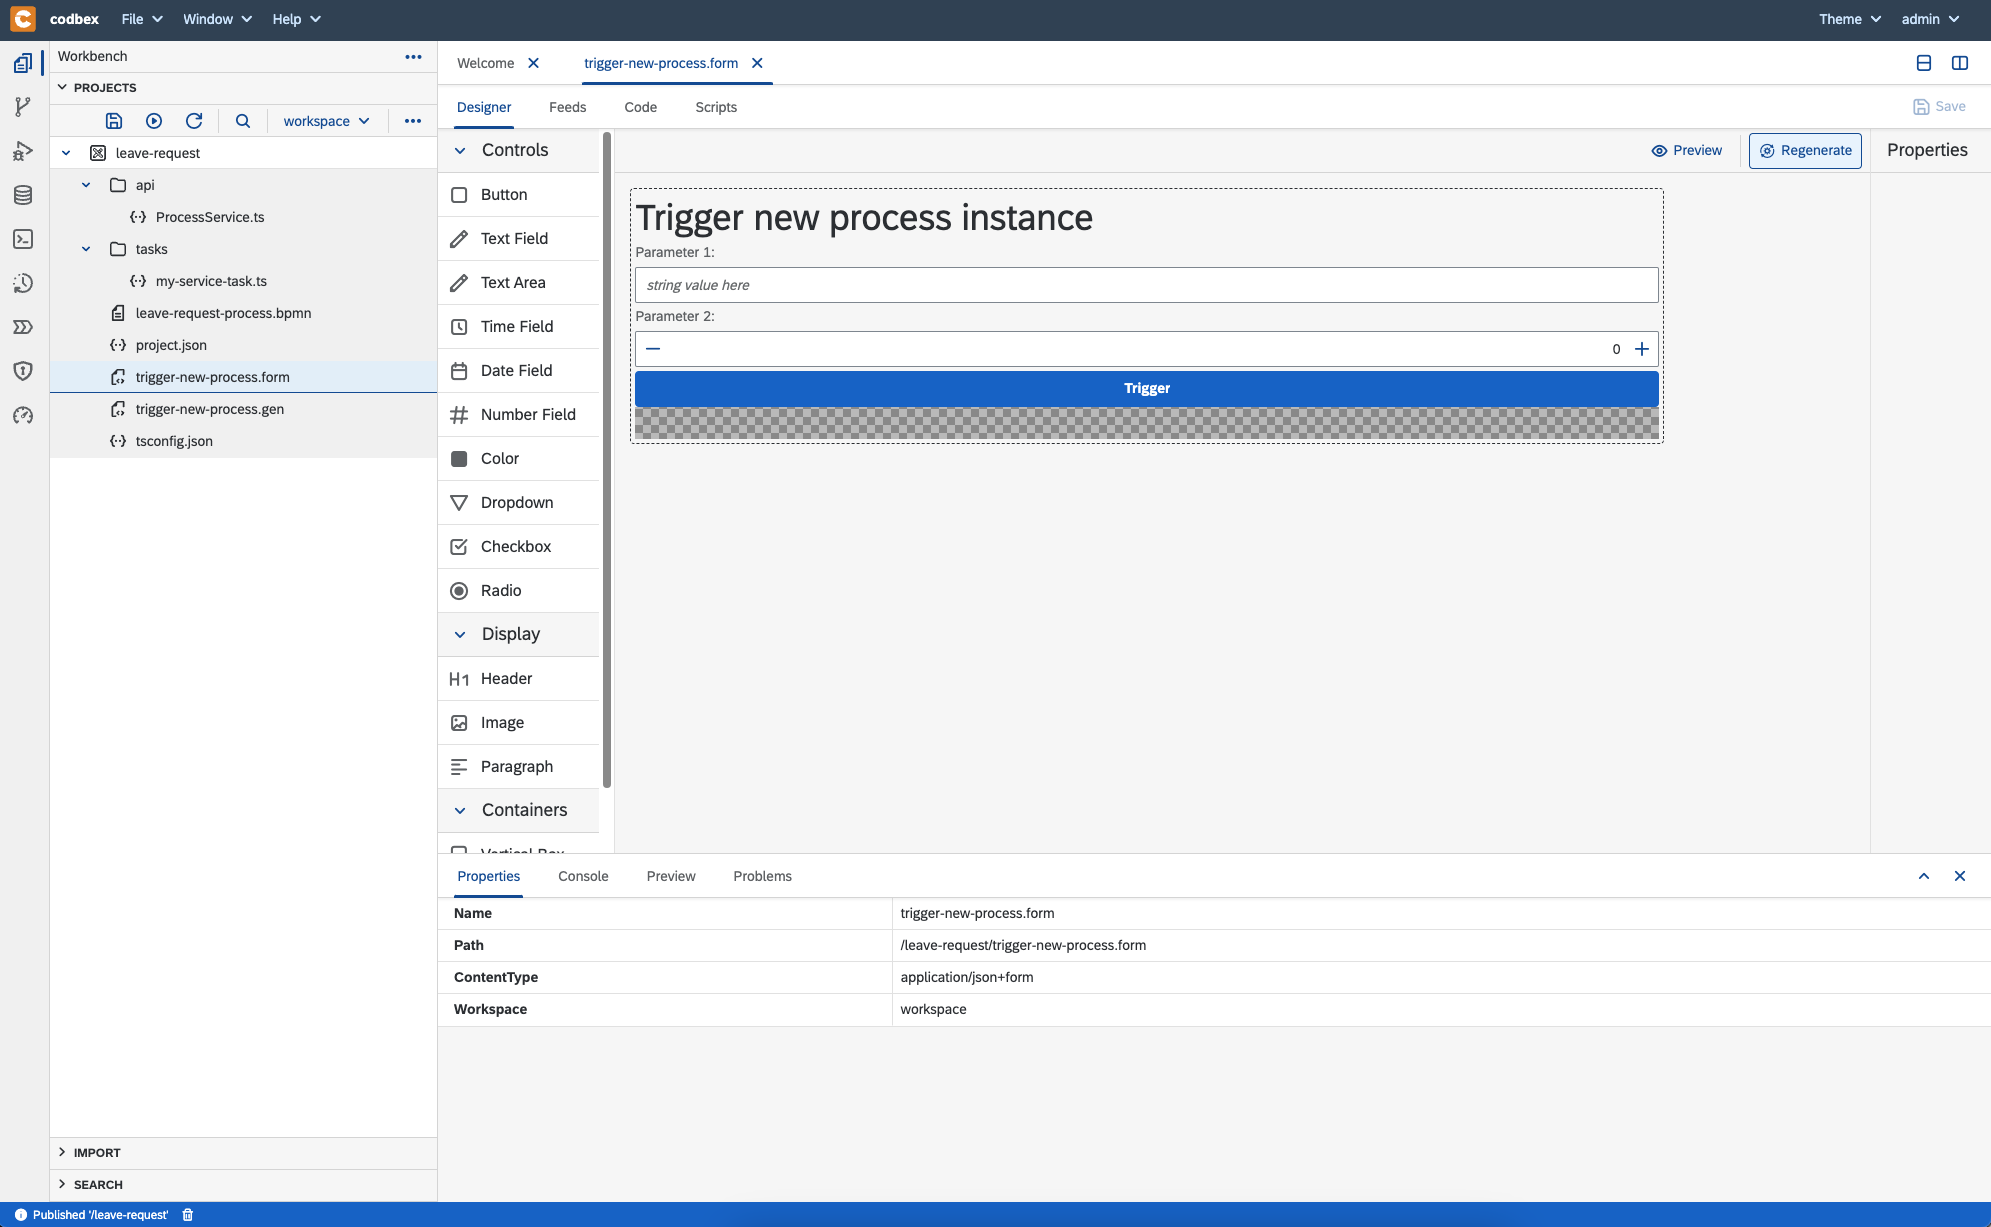 codbex File Window Help Theme admin
Workbench
PROJECTS
workspace
leave-request
api
ProcessService.ts
tasks
my-service-task.ts
leave-request-process.bpmn
project.json
trigger-new-process.form
trigger-new-process.gen
tsconfig.json
IMPORT
SEARCH
Welcome trigger-new-process.form
Designer Feeds Code Scripts Save
Controls
Button
Text Field
Text Area
Time Field
Date Field
Number Field
Color
Dropdown
Checkbox
Radio
Display
H1 Header
Image
Paragraph
Containers
Vertical Box
Preview Regenerate Properties
Trigger new process instance
Parameter 1:
string value here
Parameter 2:
0
Trigger
Properties Console Preview Problems
Name trigger-new-process.form
Path /leave-request/trigger-new-process.form
ContentType application/json+form
Workspace workspace
Published '/leave-request'